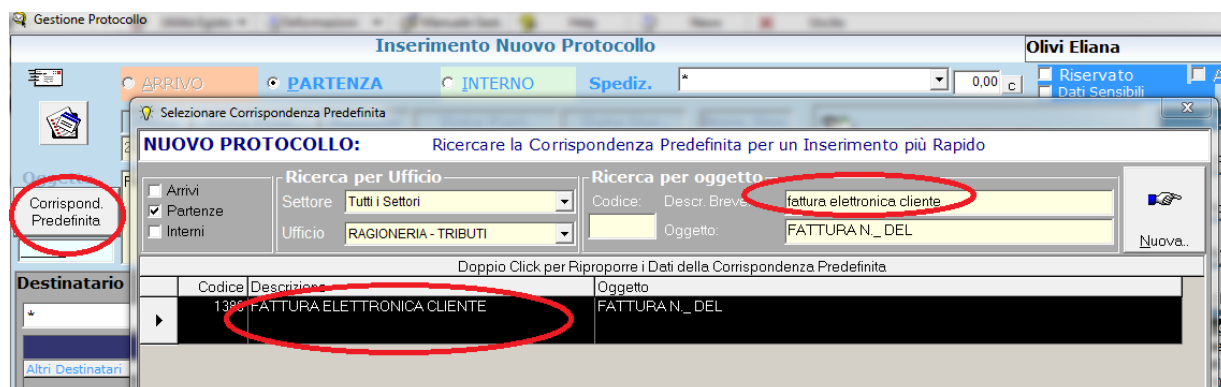 Gestione Protocollo
Inserimento Nuovo Protocollo
Olivi Eliana
ARRIVO
PARTENZA
INTERNO
Spediz.
*
0,00
c
Riservato
Dati Sensibili
Selezionare Corrispondenza Predefinita
NUOVO PROTOCOLLO:
Ricercare la Corrispondenza Predefinita per un Inserimento più Rapido
Oggetto
Corrispond.
Predefinita
Arrivi
Partenze
Interni
Ricerca per Ufficio
Settore
Tutti i Settori
Ufficio
RAGIONERIA - TRIBUTI
Ricerca per oggetto
Codice:
Descr. Breve
fattura elettronica cliente
Oggetto:
FATTURA N._ DEL
Nuova..
Doppio Click per Riproporre i Dati della Corrispondenza Predefinita
Codice
Descrizione
Oggetto
FATTURA ELETTRONICA CLIENTE
FATTURA N._ DEL
Destinatario
*
Altri Destinatari